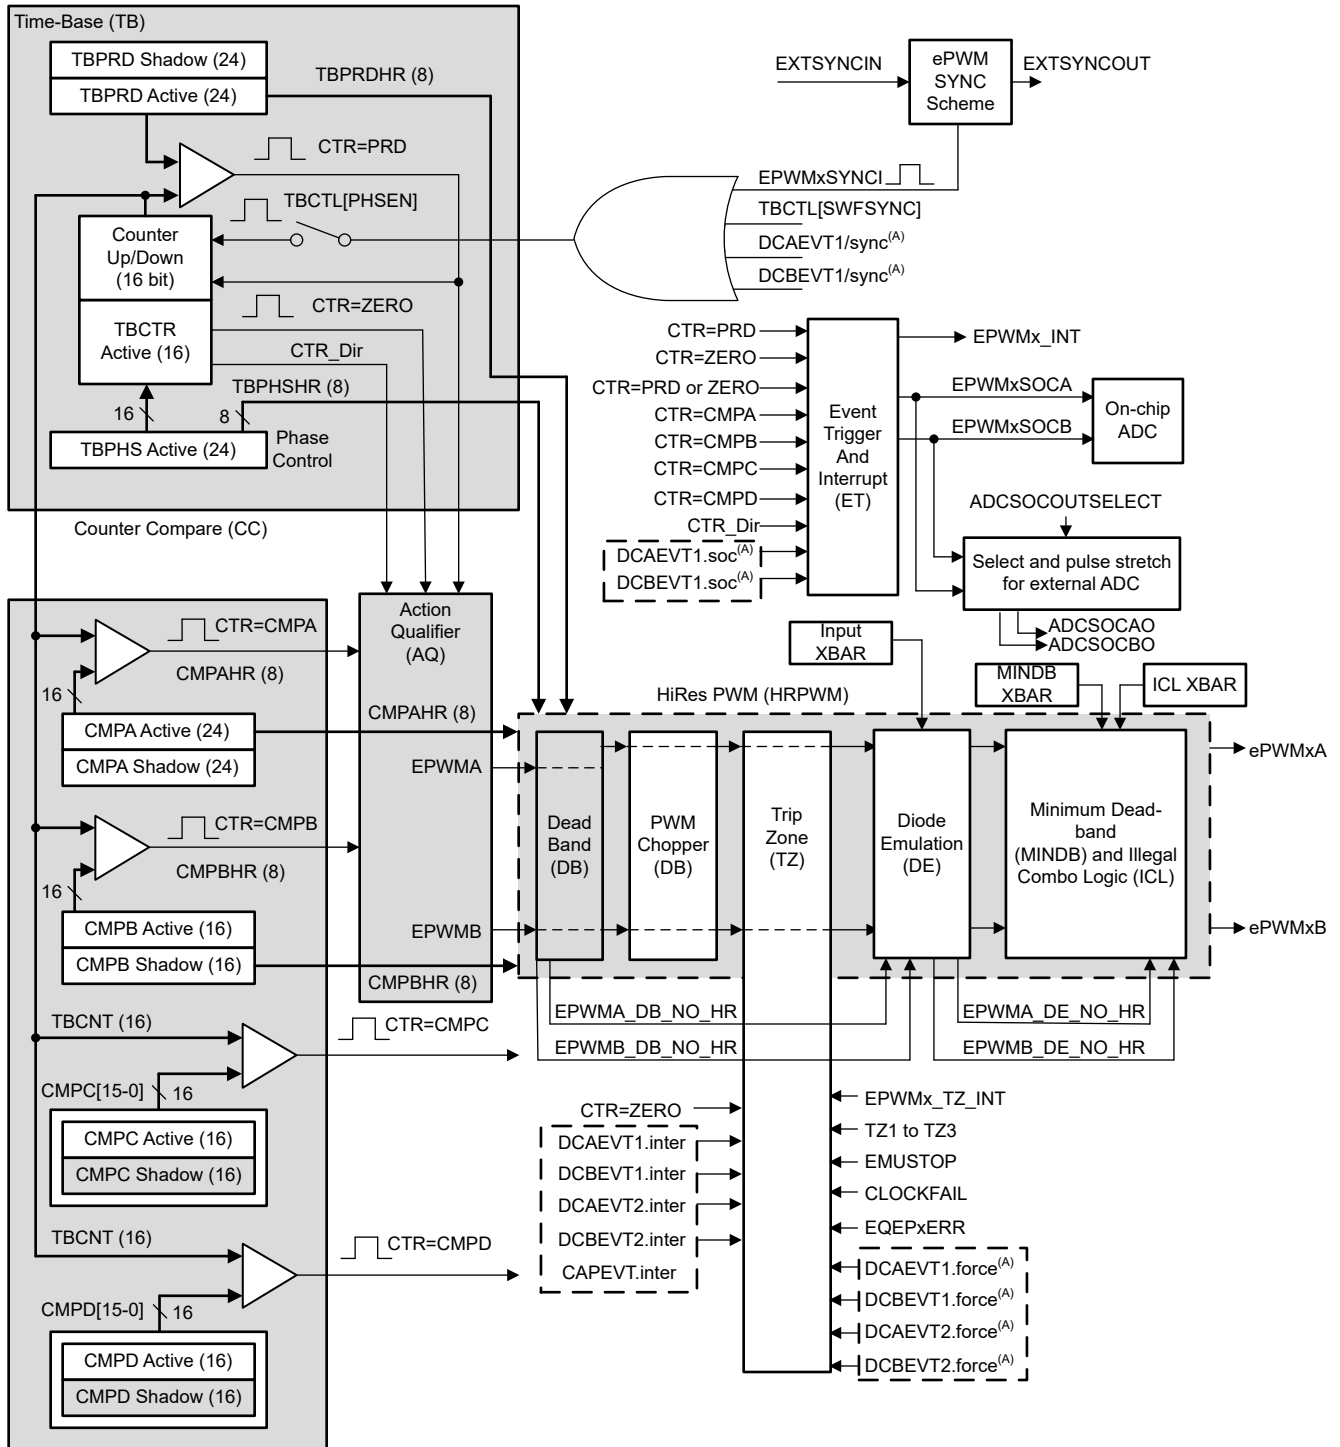 Time-Base (TB)
TBPRD Shadow (24)
TBPRD Active (24)
TBPRDHR (8)
CTR=PRD
TBCTL[PHSEN]
Counter
Up/Down
(16 bit)
CTR=ZERO
TBCTR
Active (16)
CTR_Dir
TBPHSHR (8)
16
8
TBPHS Active (24)
Phase
Control
EXTSYNCIN
ePWM
SYNC
Scheme
EXTSYNCOUT
EPWMxSYNCI
TBCTL[SWFSYNC]
DCAEVT1/sync(A)
DCBEVT1/sync(A)
CTR=PRD
CTR=ZERO
CTR=PRD or ZERO
CTR=CMPA
CTR=CMPB
CTR=CMPC
CTR=CMPD
CTR_Dir
DCAEVT1.soc(A)
DCBEVT1.soc(A)
Event
Trigger
And
Interrupt
(ET)
EPWMx_INT
EPWMxSOCA
EPWMxSOCB
On-chip
ADC
ADCSOCOUTSELECT
Select and pulse stretch
for external ADC
ADCSOCAO
ADCSOCBO
Counter Compare (CC)
CTR=CMPA
CMPAHR (8)
16
CMPA Active (24)
CMPA Shadow (24)
CTR=CMPB
CMPBHR (8)
16
CMPB Active (16)
CMPB Shadow (16)
TBCNT (16)
CTR=CMPC
CMPC[15-0]
16
CMPC Active (16)
CMPC Shadow (16)
TBCNT (16)
CTR=CMPD
CMPD[15-0]
16
CMPD Active (16)
CMPD Shadow (16)
Action
Qualifier
(AQ)
CMPAHR (8)
EPWMA
EPWMB
CMPBHR (8)
HiRes PWM (HRPWM)
Input
XBAR
MINDB
XBAR
ICL XBAR
Dead
Band
(DB)
PWM
Chopper
(DB)
Trip
Zone
(TZ)
Diode
Emulation
(DE)
Minimum Dead-
band
(MINDB) and Illegal
Combo Logic (ICL)
ePWMxA
ePWMxB
EPWMA_DB_NO_HR
EPWMB_DB_NO_HR
EPWMA_DE_NO_HR
EPWMB_DE_NO_HR
CTR=ZERO
DCAEVT1.inter
DCBEVT1.inter
DCAEVT2.inter
DCBEVT2.inter
CAPEVT.inter
EPWMx_TZ_INT
TZ1 to TZ3
EMUSTOP
CLOCKFAIL
EQEPxERR
DCAEVT1.force(A)
DCBEVT1.force(A)
DCAEVT2.force(A)
DCBEVT2.force(A)